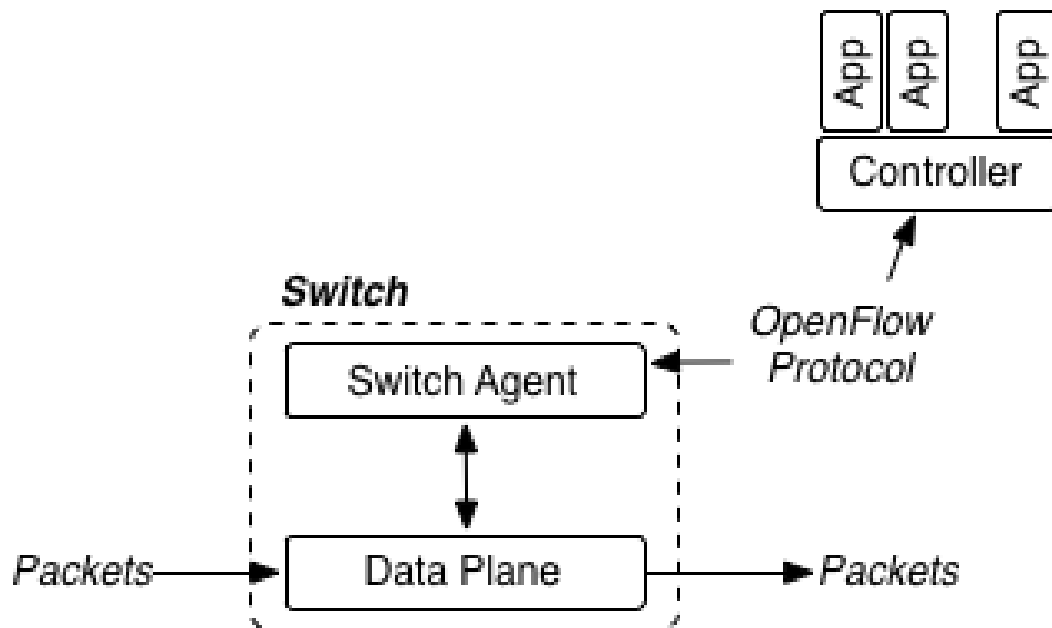 App
App
App
Controller
Switch
OpenFlow
Protocol
Switch Agent
Packets
Data Plane
Packets